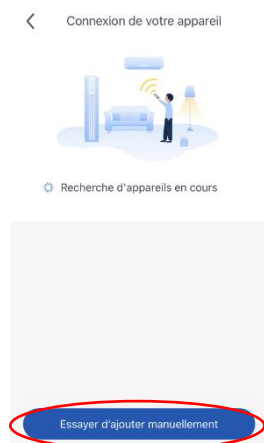 Connexion de votre appareil
Recherche d'appareils en cours
Essayer d'ajouter manuellement